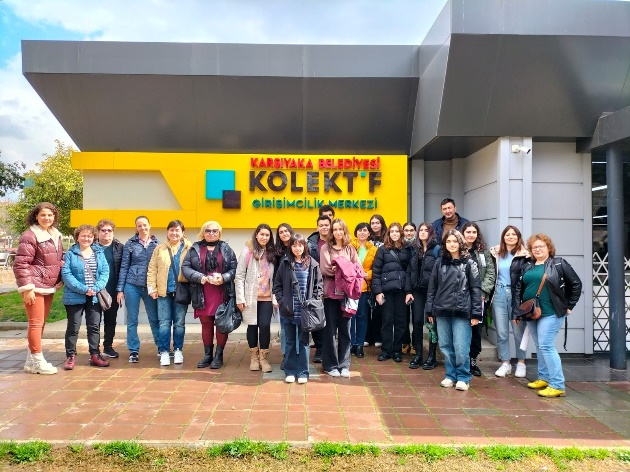 KARŞIYAKA BELEDİYESİ
KOLEKT°F
GİRİŞİMCİLİK MERKEZİ